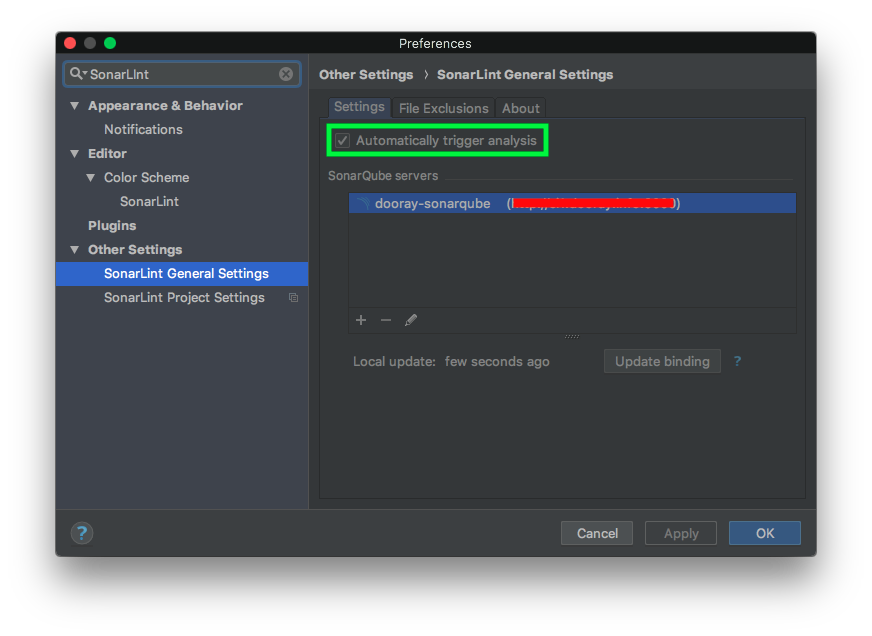 Preferences
SonarLInt
Appearance & Behavior
Notifications
Editor
Color Scheme
SonarLint
Plugins
Other Settings
SonarLint General Settings
SonarLint Project Settings
Other Settings › SonarLint General Settings
Settings File Exclusions About
Automatically trigger analysis
SonarQube servers
dooray-sonarqube
Local update: few seconds ago Update binding ?
? Cancel Apply OK